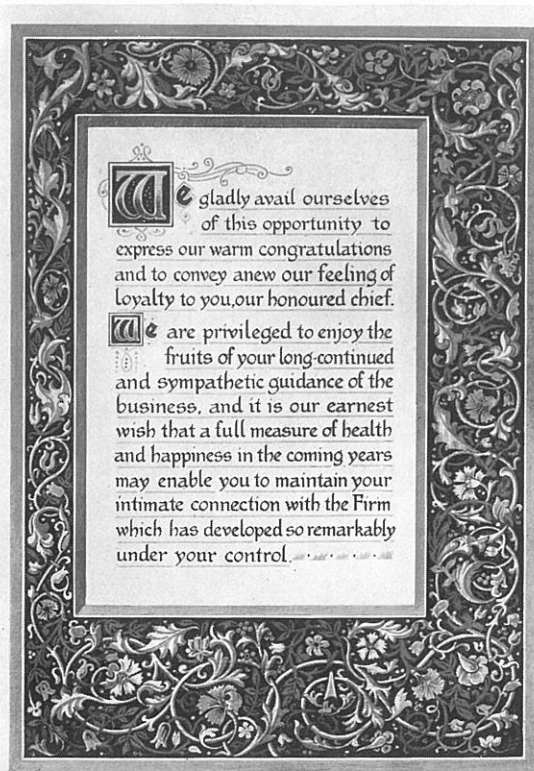 We gladly avail ourselves
of this opportunity to
express our warm congratulations
and to convey anew our feeling of
loyalty to you, our honoured chief.
We are privileged to enjoy the
fruits of your long-continued
and sympathetic guidance of the
business, and it is our earnest
wish that a full measure of health
and happiness in the coming years
may enable you to maintain your
intimate connection with the Firm
which has developed so remarkably
under your control.